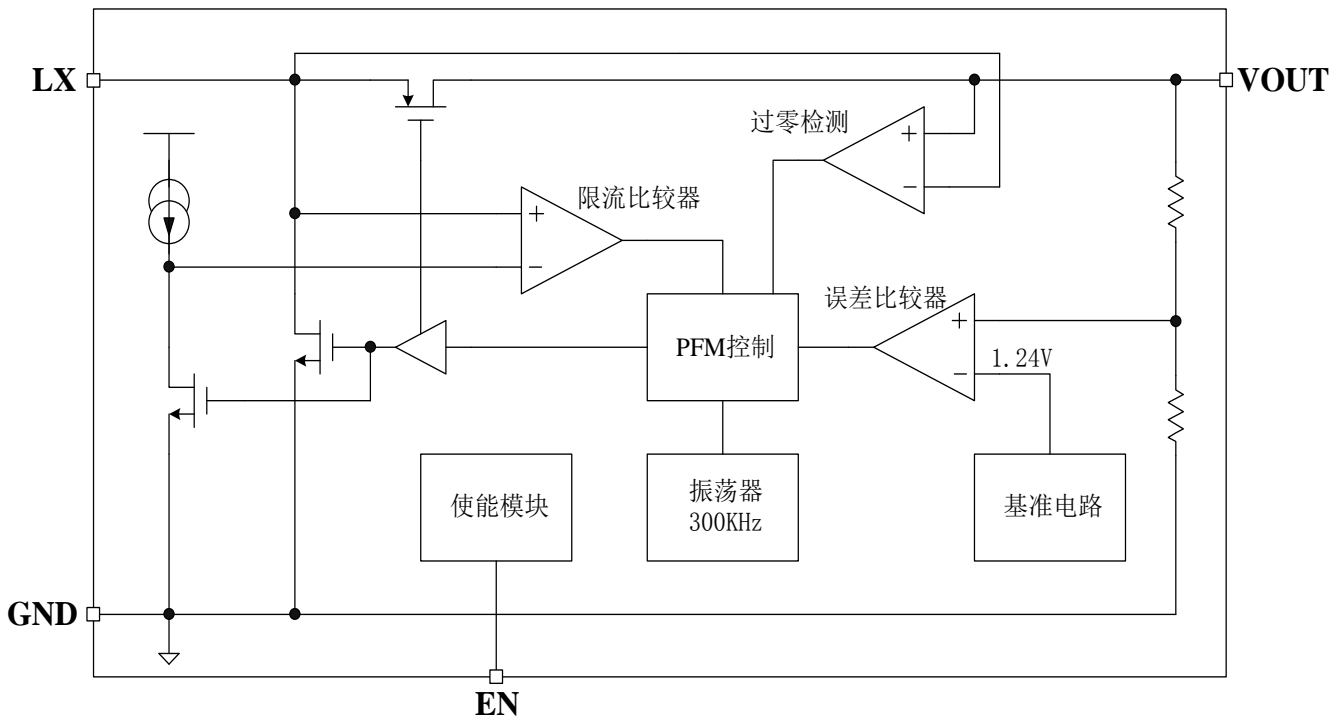 LX
VOUT
过零检测
+
−
限流比较器
+
−
误差比较器
+
1.24V
−
PFM控制
使能模块
振荡器
300KHz
基准电路
GND
EN